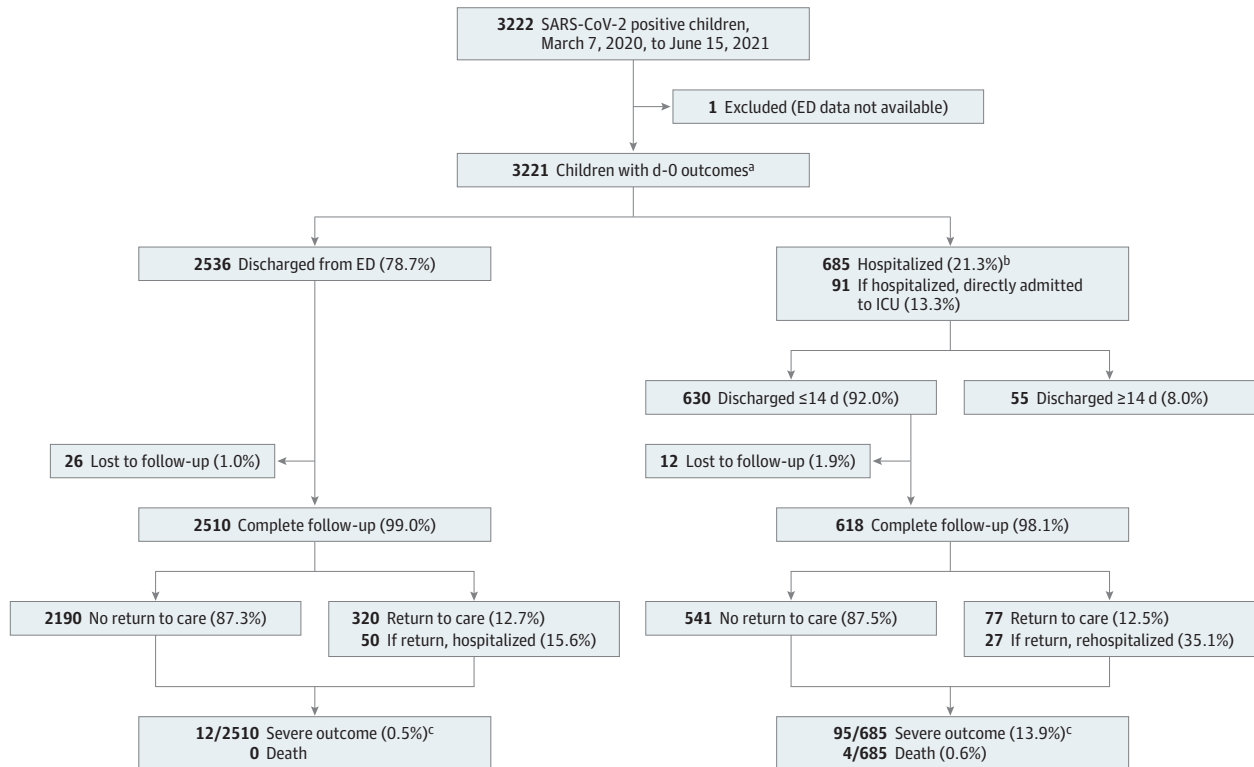 3222 SARS-CoV-2 positive children,
March 7, 2020, to June 15, 2021
1 Excluded (ED data not available)
3221 Children with d-0 outcomesa
2536 Discharged from ED (78.7%)
685 Hospitalized (21.3%)b
91 If hospitalized, directly admitted
to ICU (13.3%)
630 Discharged ≤14 d (92.0%)
55 Discharged ≥14 d (8.0%)
26 Lost to follow-up (1.0%)
12 Lost to follow-up (1.9%)
2510 Complete follow-up (99.0%)
618 Complete follow-up (98.1%)
2190 No return to care (87.3%)
320 Return to care (12.7%)
50 If return, hospitalized (15.6%)
541 No return to care (87.5%)
77 Return to care (12.5%)
27 If return, rehospitalized (35.1%)
12/2510 Severe outcome (0.5%)c
0 Death
95/685 Severe outcome (13.9%)c
4/685 Death (0.6%)